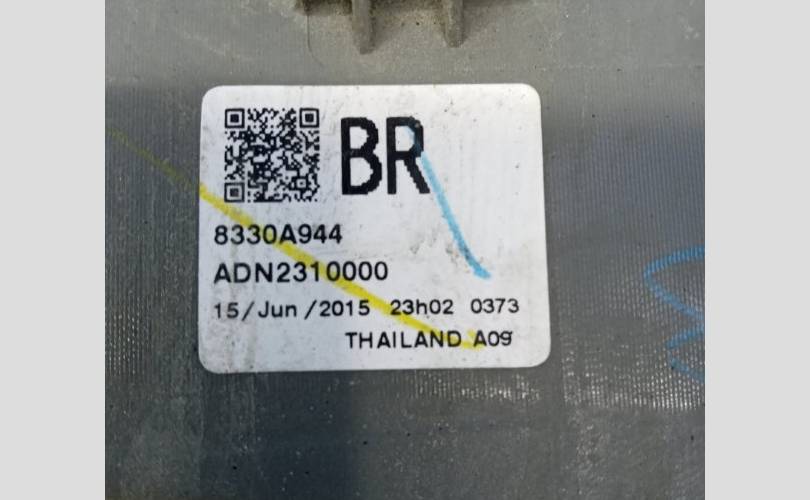 BR
8330A944
ADN2310000
15/Jun/2015 23h02 0373
THAILAND A09